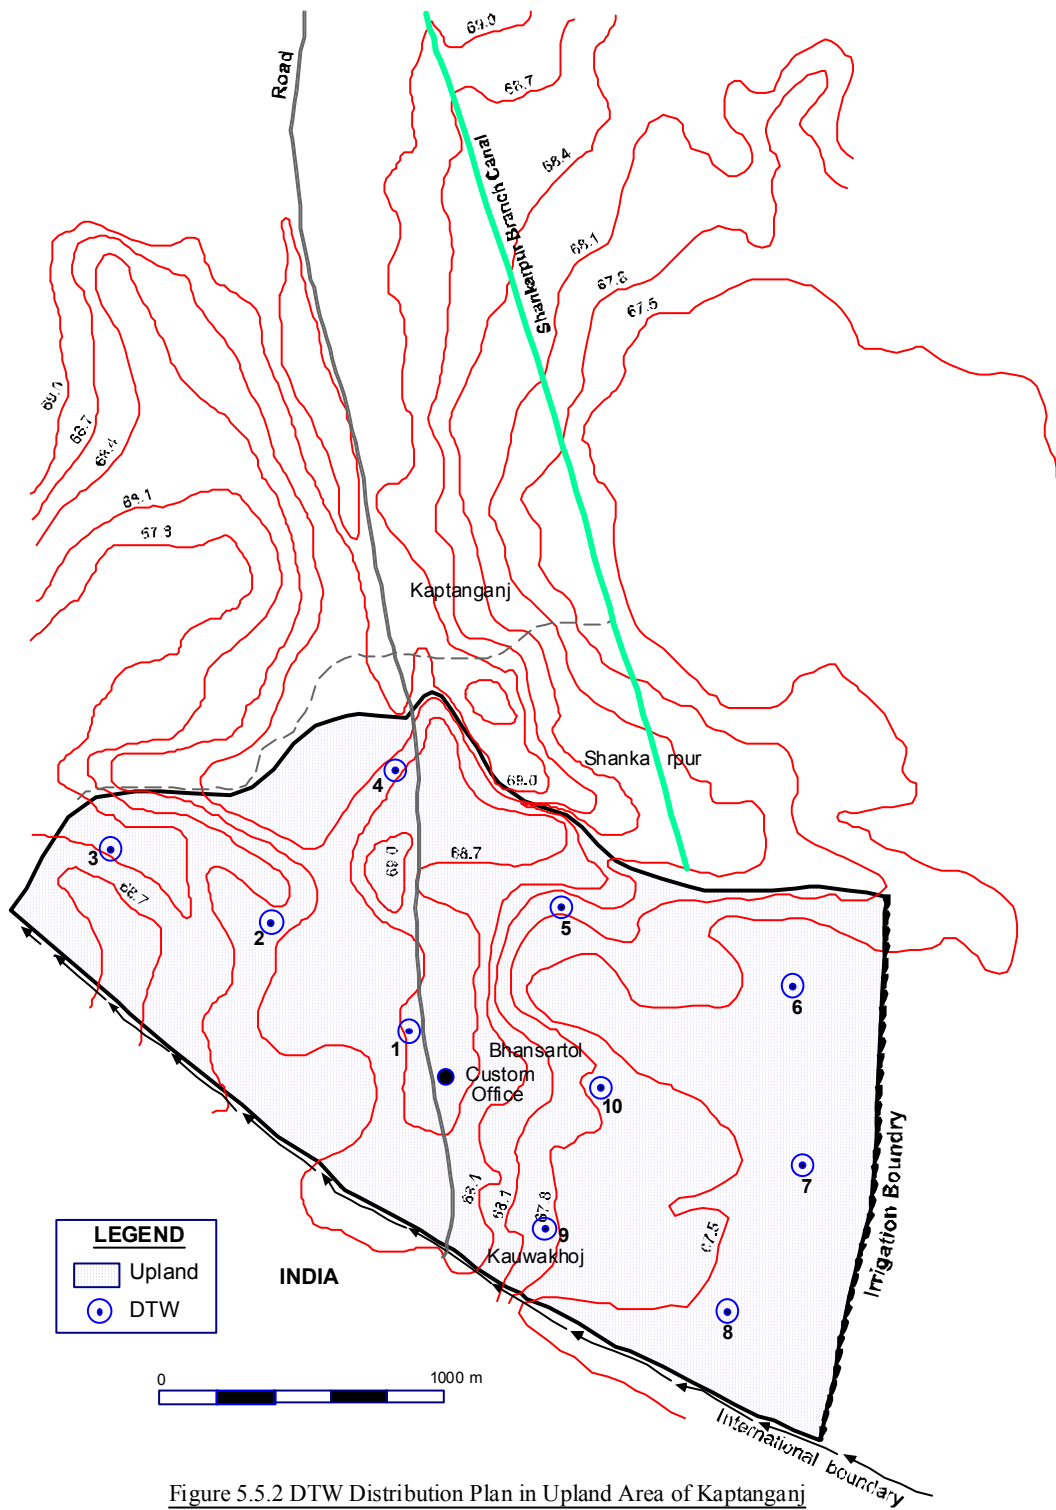 69.0
Road
68.7
Shankarpur Branch Canal
68.4
68.1
67.8
67.5
69.0
68.7
68.4
68.1
67.8
Kaptanganj
Shanka rpur
69.0
4
3
69.0
68.7
68.7
2
5
6
1
Bhansartol
Custom
Office
10
7
68.1
67.8
67.5
9
Kauwakhoj
8
Irrigation Boundry
LEGEND
Upland
DTW
INDIA
0
1000 m
International boundary
Figure 5.5.2 DTW Distribution Plan in Upland Area of Kaptanganj